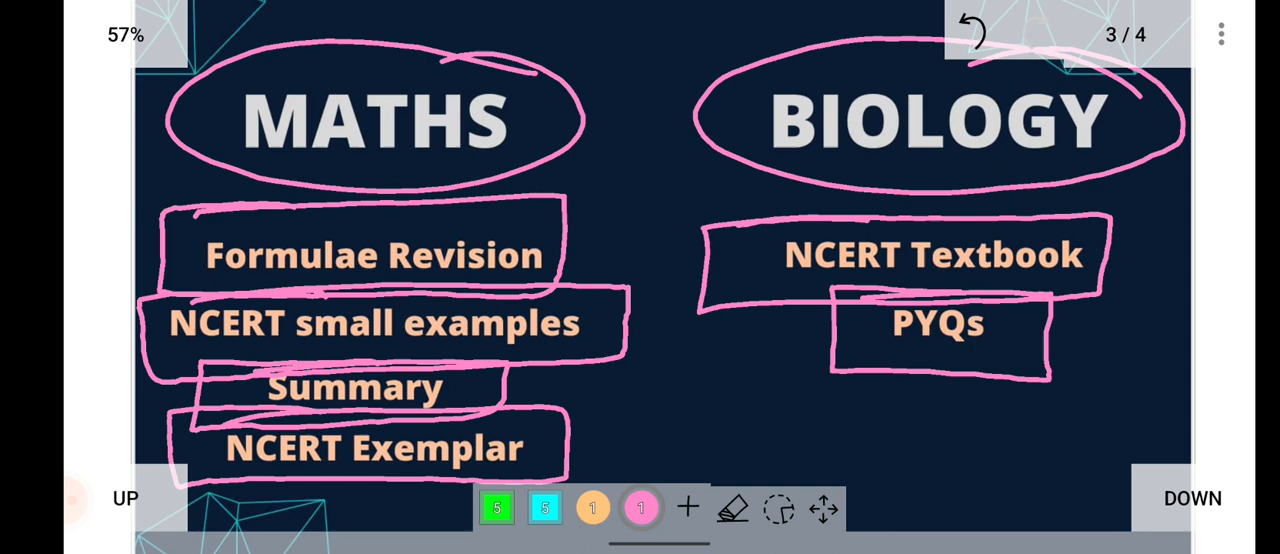 57%
3 / 4
MATHS
Formulae Revision
NCERT small examples
Summary
NCERT Exemplar
BIOLOGY
NCERT Textbook
PYQs
UP
5 5 1 1
DOWN